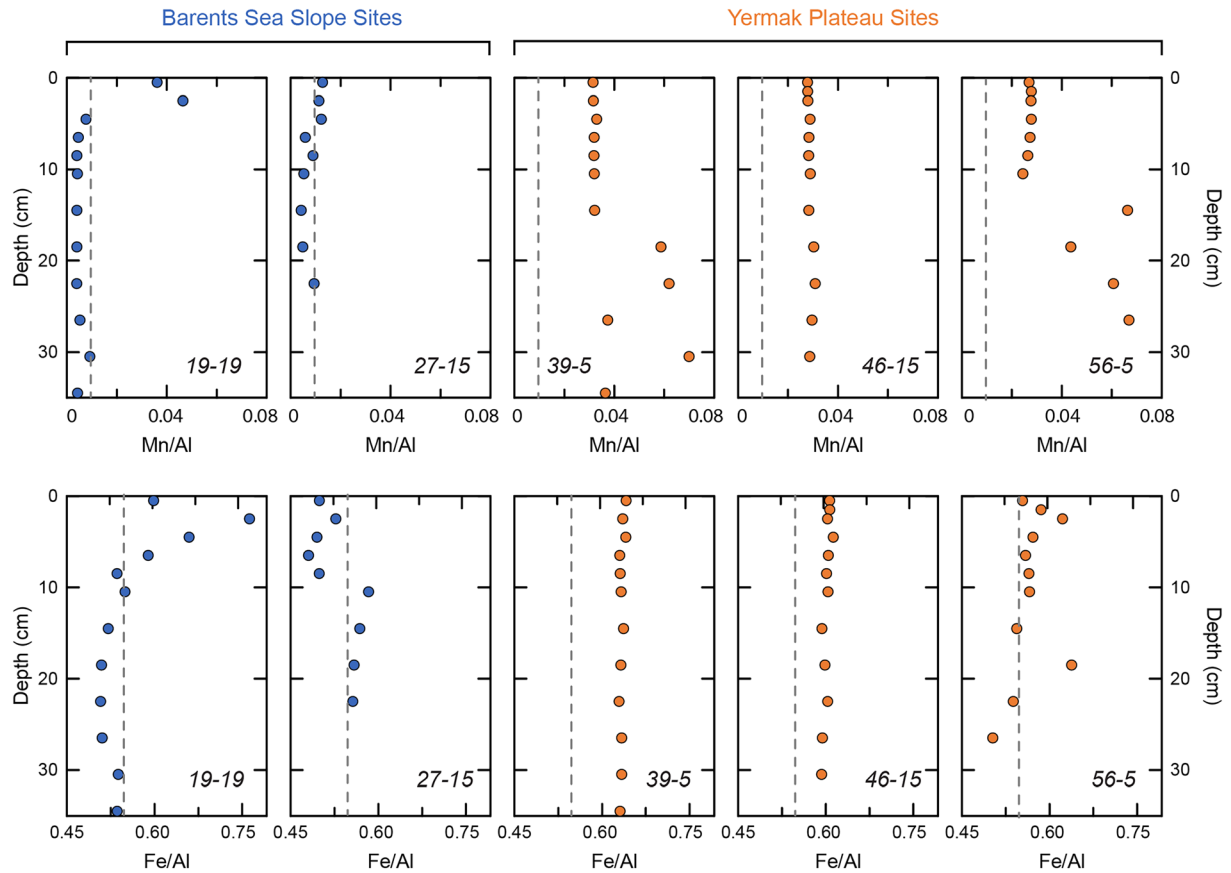 Barents Sea Slope Sites
Yermak Plateau Sites
Depth (cm)
0
10
20
30
19-19
27-15
39-5
46-15
56-5
0
10
20
30
Depth (cm)
0 0.04 0.08
0 0.04 0.08
0 0.04 0.08
0 0.04 0.08
0 0.04 0.08
Mn/Al
Mn/Al
Mn/Al
Mn/Al
Mn/Al
Depth (cm)
0
10
20
30
19-19
27-15
39-5
46-15
56-5
0
10
20
30
Depth (cm)
0.45 0.60 0.75
0.45 0.60 0.75
0.45 0.60 0.75
0.45 0.60 0.75
0.45 0.60 0.75
Fe/Al
Fe/Al
Fe/Al
Fe/Al
Fe/Al